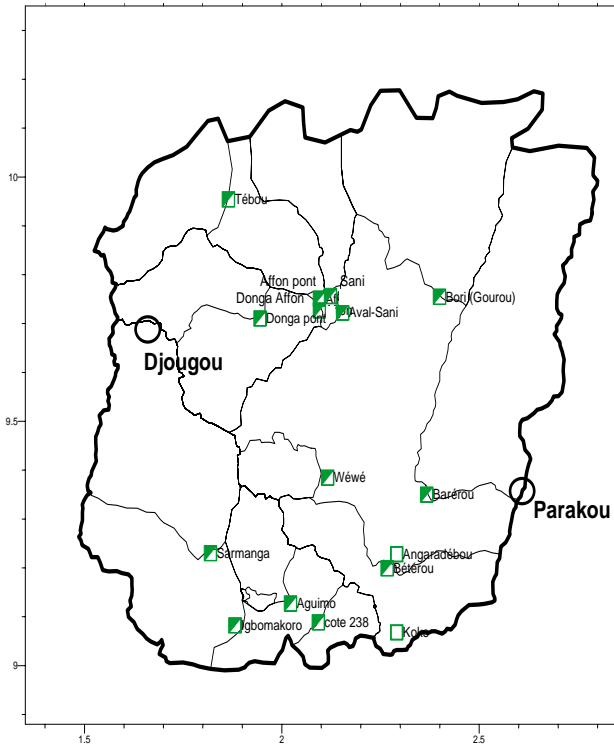 10
Tébou
Affon pont Sani
Donga Affon
Aval-Sani
Donga pont
Bori (Gourou)
Djougou
9.5
Wéwé
Barérou
Parakou
Sarmanga
Angaradébou
Bétérou
Aguimo
Igbomakoro
cote 238
Koko
9
1.5 2 2.5